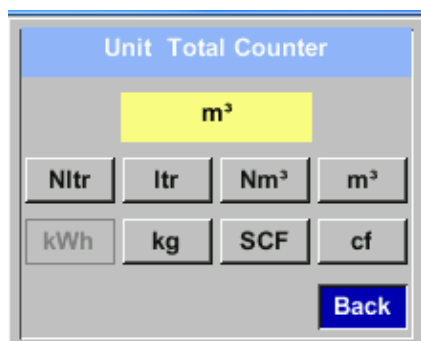 Unit Total Counter
m³
Nltr ltr Nm³ m³
kWh kg SCF cf
Back